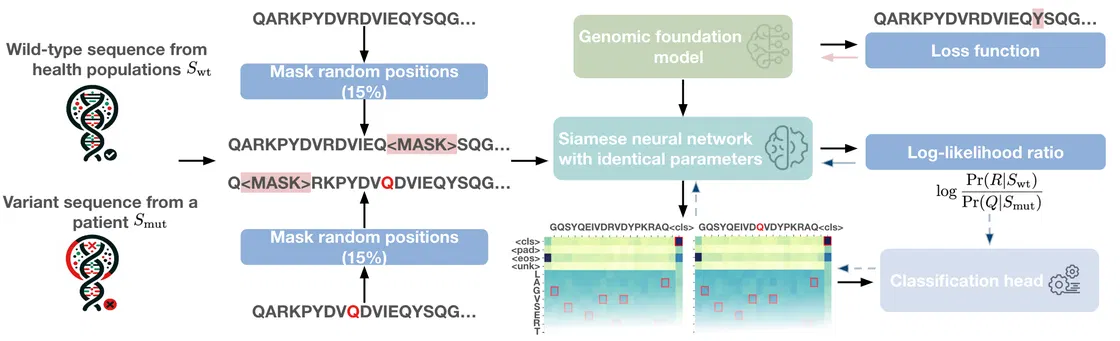 Wild-type sequence from
health populations S_wt
Variant sequence from a
patient S_mut
QARKPYDVRDVIEQYSQG…
Mask random positions
(15%)
QARKPYDVRDVIEQ<MASK>SQG…
Q<MASK>RKPYDVQDVIEQYSQG…
Mask random positions
(15%)
QARKPYDVQDVIEQYSQG…
Genomic foundation
model
Siamese neural network
with identical parameters
GQSYQEIVDRVDYPKRAQ<cls>
GQSYQEIVDQVDYPKRAQ<cls>
<cls>
<pad>
<eos>
<unk>
L
A
G
V
S
E
R
T
QARKPYDVRDVIEQYSQG…
Loss function
Log-likelihood ratio
log Pr(R|S_wt)
Pr(Q|S_mut)
Classification head